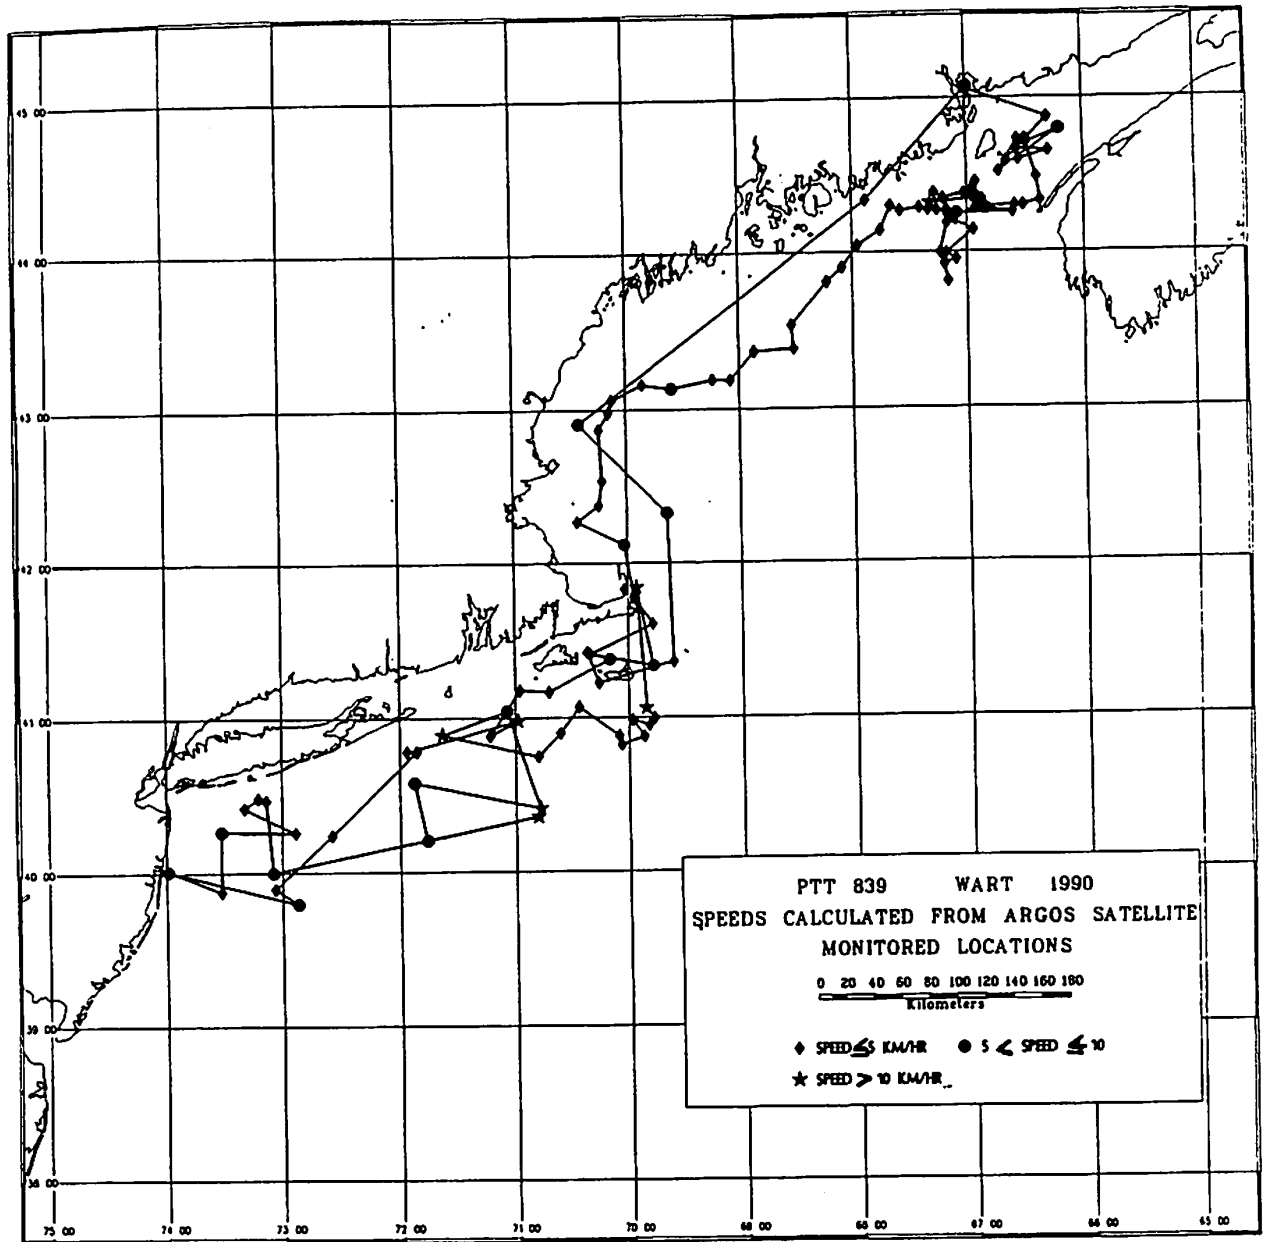 45 00
44 00
43 00
42 00
41 00
40 00
39 00
38 00
PTT 839 WART 1990
SPEEDS CALCULATED FROM ARGOS SATELLITE
MONITORED LOCATIONS
0 20 40 60 80 100 120 140 160 180
Kilometers
♦ SPEED ≤5 KM/HR ● 5 < SPEED ≤ 10
★ SPEED > 10 KM/HR
75 00 74 00 73 00 72 00 71 00 70 00 68 00 68 00 67 00 66 00 65 00